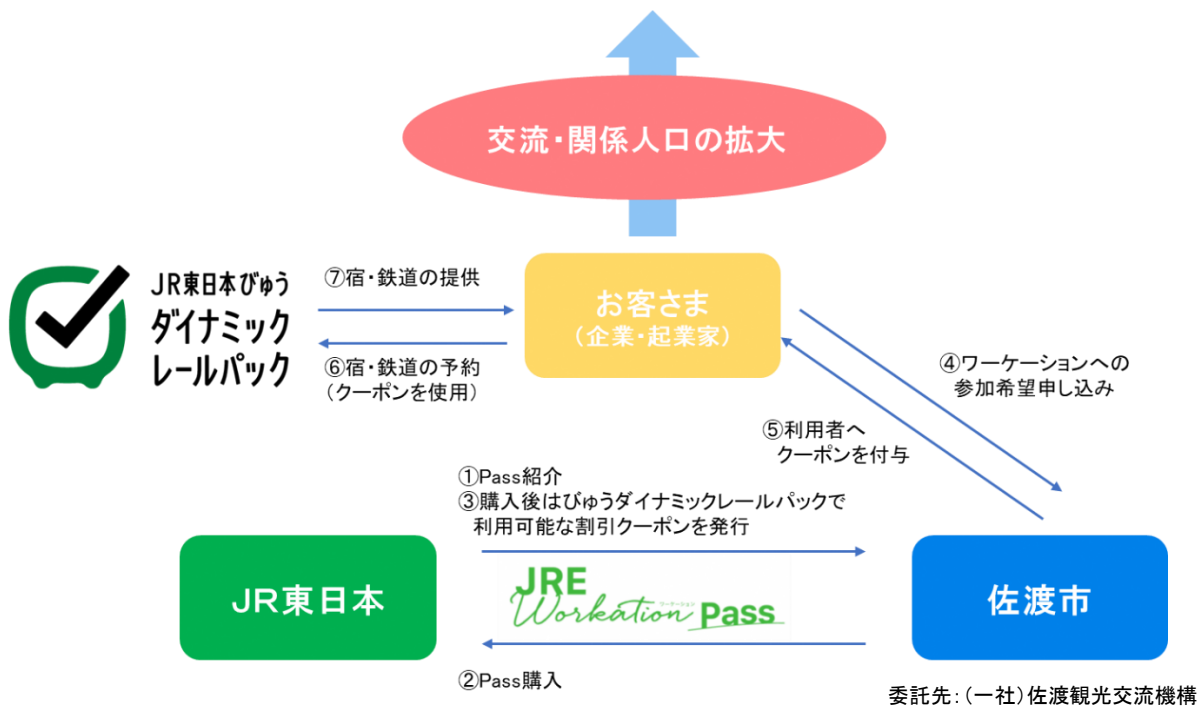 交流・関係人口の拡大
JR東日本びゅう
ダイナミック
レールパック
⑦宿・鉄道の提供
⑥宿・鉄道の予約
（クーポンを使用）
お客さま
（企業・起業家）
④ワーケーションへの
参加希望申し込み
⑤利用者へ
クーポンを付与
①Pass紹介
③購入後はびゅうダイナミックレールパックで
利用可能な割引クーポンを発行
JR東日本
JRE
ワーケーション
Workation Pass
佐渡市
②Pass購入
委託先：（一社）佐渡観光交流機構